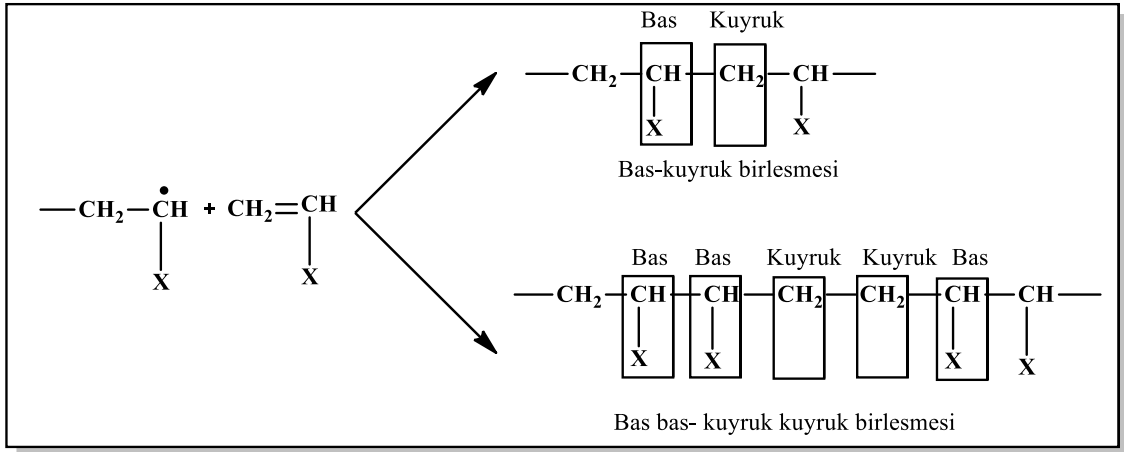 Bas Kuyruk
CH₂ CH CH₂ CH
X X
Bas-kuyruk birlesmesi
CH₂ CH + CH₂ CH
X X
Bas Bas Kuyruk Kuyruk Bas
CH₂ CH CH CH₂ CH₂ CH CH
X X X X
Bas bas- kuyruk kuyruk birlesmesi